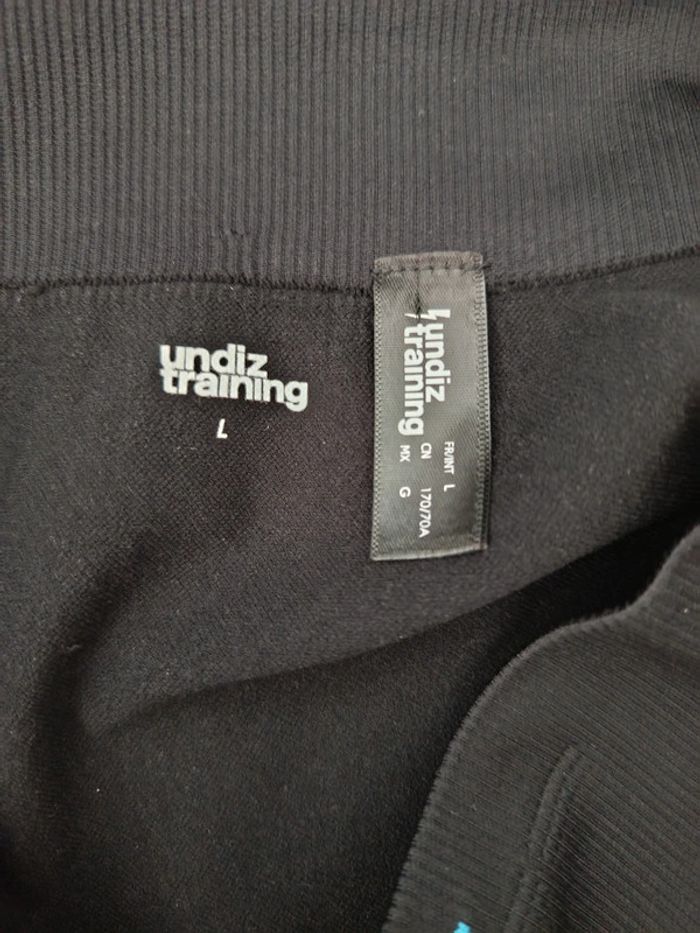 undiz
training
L
undiz
training
FR/INT L
CN 170/70A
MX G